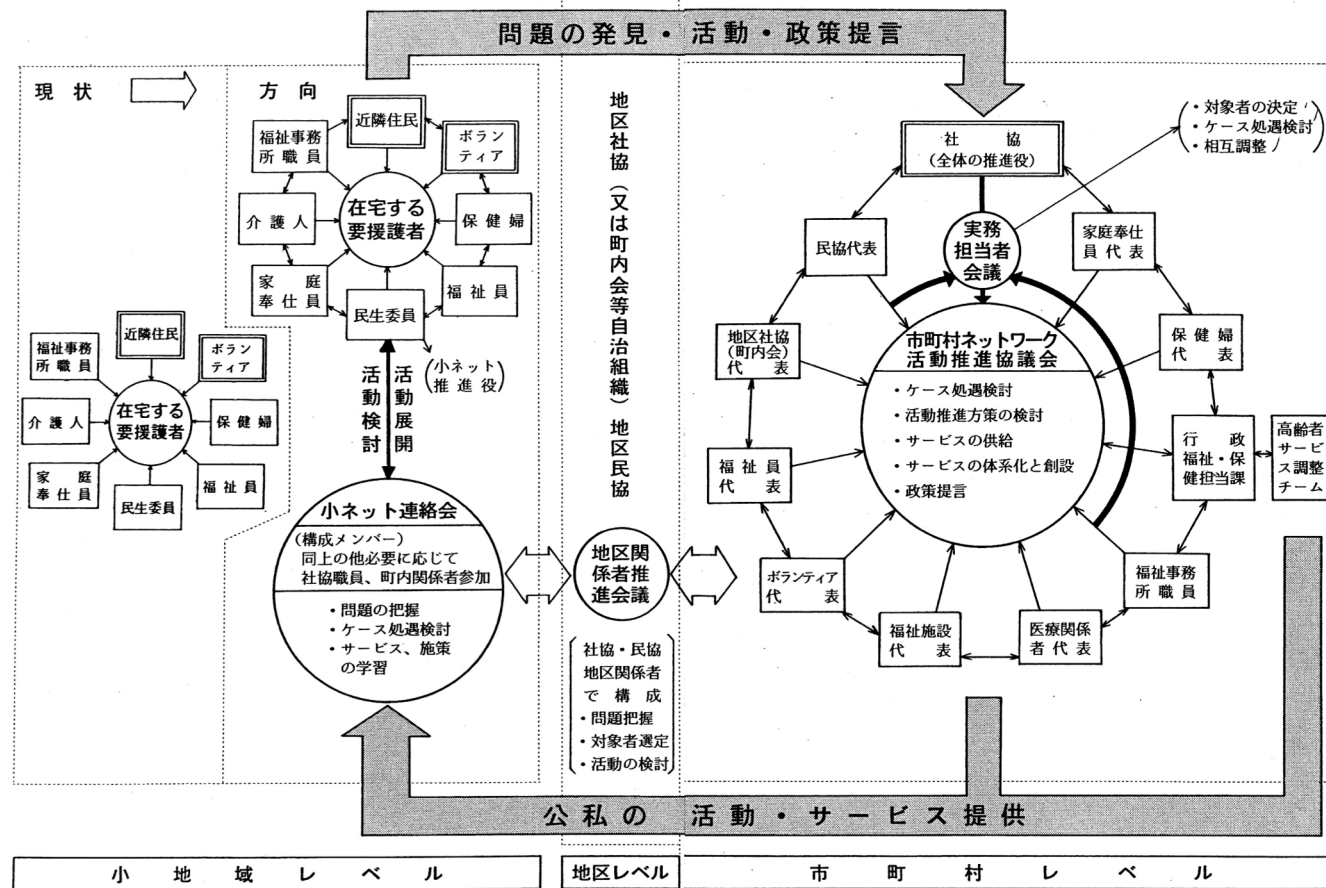 問題の発見・活動・政策提言
現状
方向
近隣住民
福祉事務
所職員
ボラン
ティア
介護人
在宅する
要援護者
保健婦
家庭
奉仕員
福祉員
民生委員
(小ネット
推進役)
活動検討
活動展開
近隣住民
福祉事務
所職員
ボラン
ティア
介護人
在宅する
要援護者
保健婦
家庭
奉仕員
福祉員
民生委員
小ネット連絡会
(構成メンバー)
同上の他必要に応じて
社協職員、町内関係者参加
・問題の把握
・ケース処遇検討
・サービス、施策
の学習
地区社協(又は町内会等自治組織)地区民協
地区関
係者推
進会議
社協・民協
地区関係者
で構成
・問題把握
・対象者選定
・活動の検討
社協
(全体の推進役)
・対象者の決定
・ケース処遇検討
・相互調整
実務
担当者
会議
民協代表
家庭奉仕
員代表
地区社協
(町内会)
代表
保健婦
代表
市町村ネットワーク
活動推進協議会
・ケース処遇検討
・活動推進方策の検討
・サービスの供給
・サービスの体系化と創設
・政策提言
福祉員
代表
行政
福祉・保
健担当課
高齢者
サービ
ス調整
チーム
ボランティア
代表
福祉施設
代表
医療関係
者代表
福祉事務
所職員
公私の活動・サービス提供
小地域レベル
地区レベル
市町村レベル